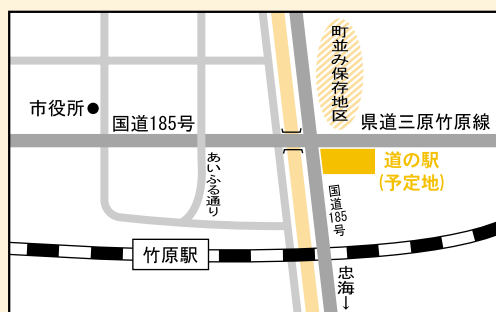 町並み保存地区
市役所
国道185号
県道三原竹原線
あいふる通り
道の駅
(予定地)
国道185号
竹原駅
忠海↓